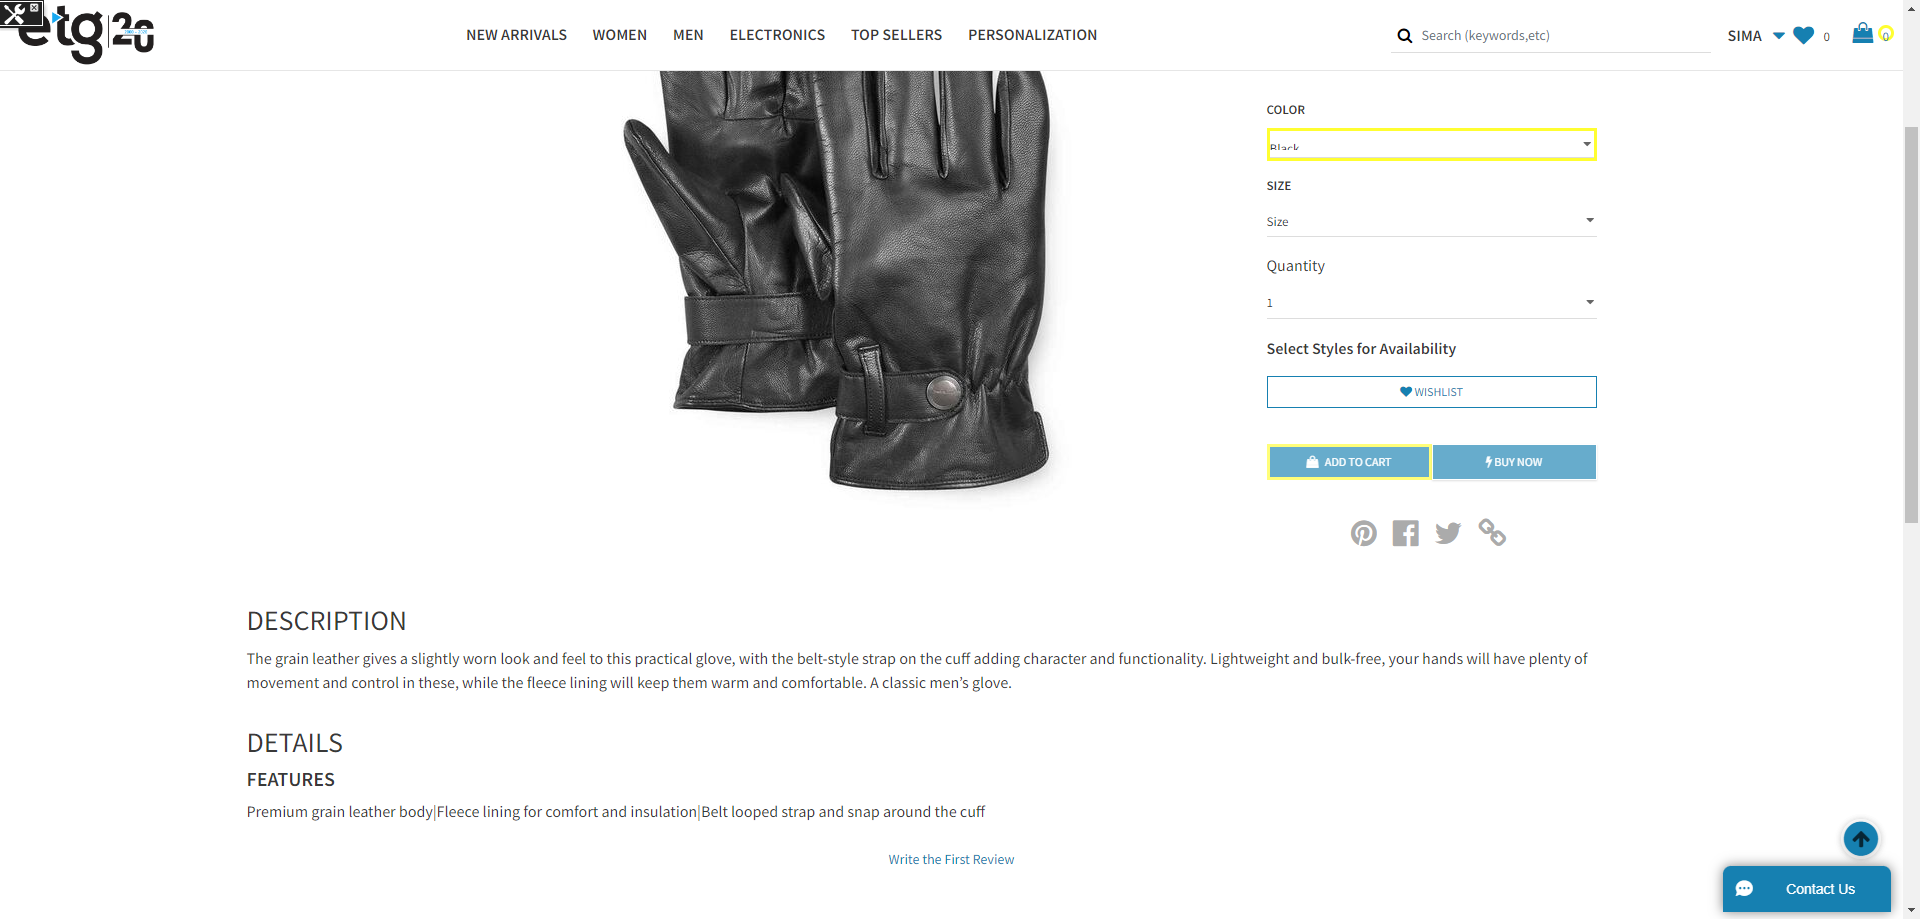 etg 20
NEW ARRIVALS WOMEN MEN ELECTRONICS TOP SELLERS PERSONALIZATION
Search (keywords,etc)
SIMA 0 0
COLOR
Black
SIZE
Size
Quantity
1
Select Styles for Availability
WISHLIST
ADD TO CART BUY NOW
DESCRIPTION
The grain leather gives a slightly worn look and feel to this practical glove, with the belt-style strap on the cuff adding character and functionality. Lightweight and bulk-free, your hands will have plenty of
movement and control in these, while the fleece lining will keep them warm and comfortable. A classic men’s glove.
DETAILS
FEATURES
Premium grain leather body|Fleece lining for comfort and insulation|Belt looped strap and snap around the cuff
Write the First Review
Contact Us